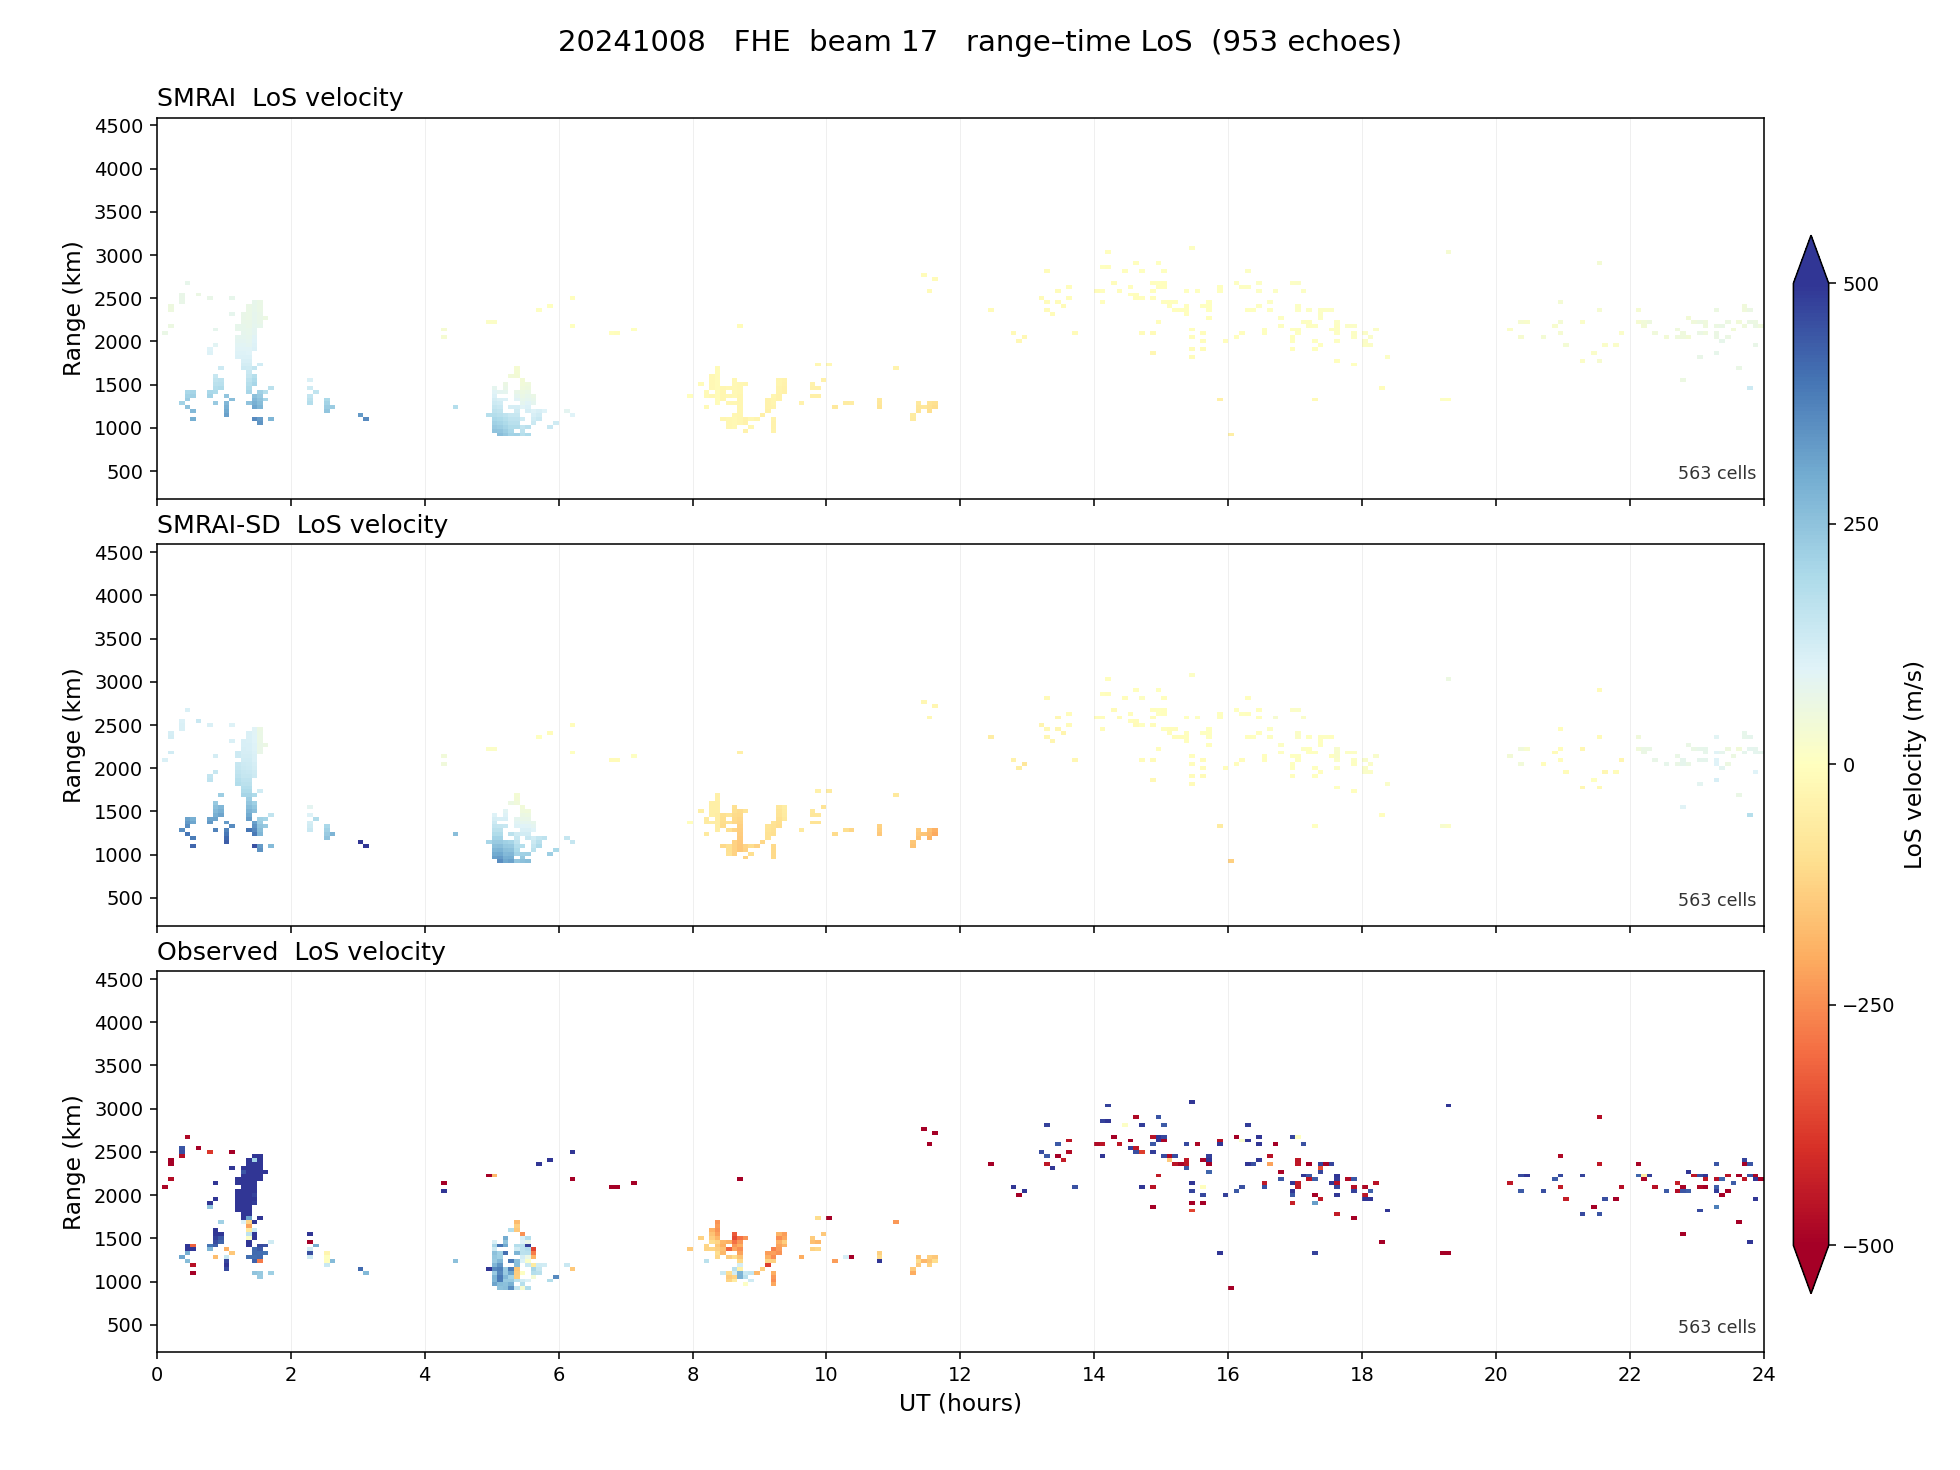 20241008   FHE  beam 17   range–time LoS  (953 echoes)
SMRAI  LoS velocity
4500
4000
3500
3000
2500
2000
1500
1000
500
Range (km)
563 cells
SMRAI-SD  LoS velocity
4500
4000
3500
3000
2500
2000
1500
1000
500
Range (km)
563 cells
Observed  LoS velocity
4500
4000
3500
3000
2500
2000
1500
1000
500
Range (km)
563 cells
0 2 4 6 8 10 12 14 16 18 20 22 24
UT (hours)
500
250
0
−250
−500
LoS velocity (m/s)